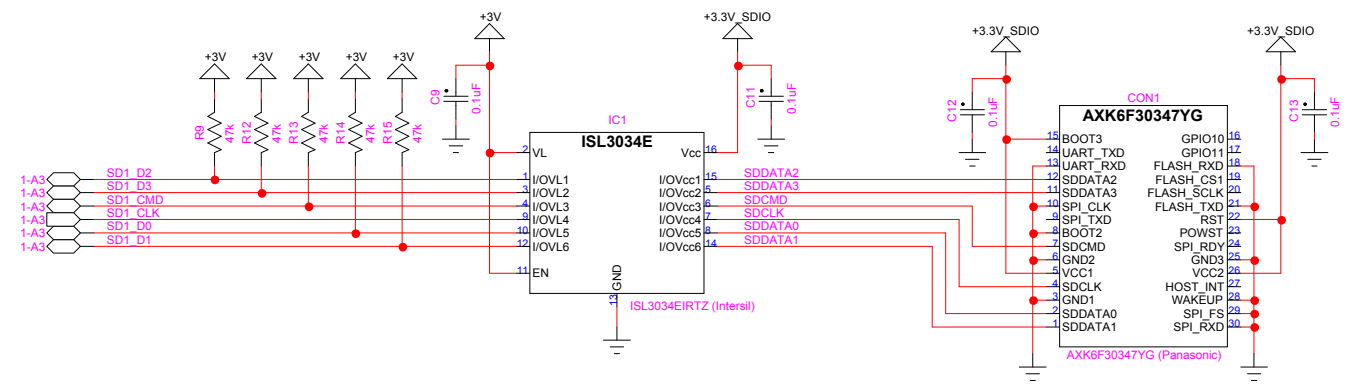 +3V
+3.3V_SDIO
+3.3V_SDIO
+3.3V_SDIO
+3V
+3V
+3V
+3V
+3V
R9
47k
R12
47k
R13
47k
R14
47k
R15
47k
C9
0.1uF
C11
0.1uF
C12
0.1uF
C13
0.1uF
IC1
ISL3034E
2 VL
Vcc 16
1-A3 SD1_D2 1 I/OVL1
I/OVcc1 15 SDDATA2
1-A3 SD1_D3 3 I/OVL2
I/OVcc2 5 SDDATA3
1-A3 SD1_CMD 4 I/OVL3
I/OVcc3 6 SDCMD
1-A3 SD1_CLK 9 I/OVL4
I/OVcc4 7 SDCLK
1-A3 SD1_D0 10 I/OVL5
I/OVcc5 8 SDDATA0
1-A3 SD1_D1 12 I/OVL6
I/OVcc6 14 SDDATA1
11 EN
GND
13
ISL3034EIRTZ (Intersil)
CON1
AXK6F30347YG
15 BOOT3
GPIO10 16
14 UART_TXD
GPIO11 17
13 UART_RXD
FLASH_RXD 18
12 SDDATA2
FLASH_CS1 19
11 SDDATA3
FLASH_SCLK 20
10 SPI_CLK
FLASH_TXD 21
9 SPI_TXD
RST 22
8 BOOT2
POWST 23
7 SDCMD
SPI_RDY 24
6 GND2
GND3 25
5 VCC1
VCC2 26
4 SDCLK
HOST_INT 27
3 GND1
WAKEUP 28
2 SDDATA0
SPI_FS 29
1 SDDATA1
SPI_RXD 30
AXK6F30347YG (Panasonic)